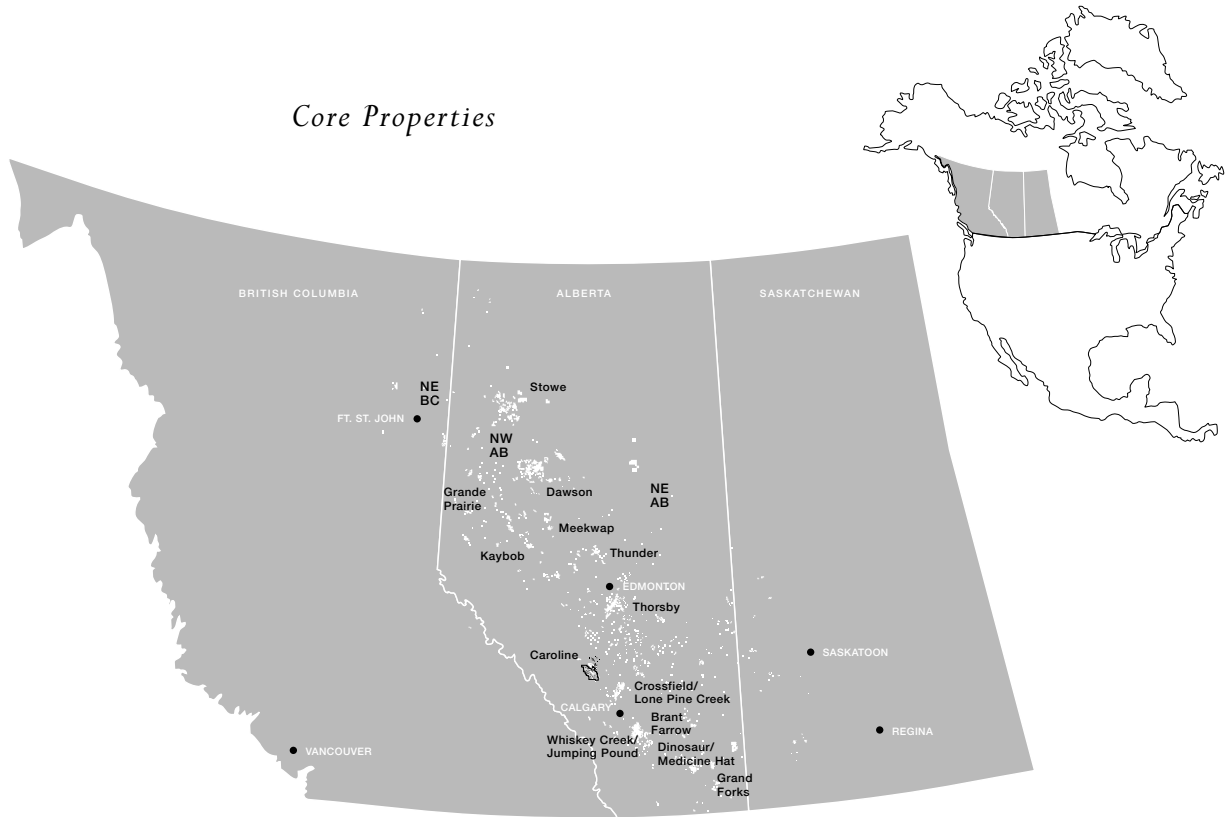 Core Properties
BRITISH COLUMBIA
ALBERTA
SASKATCHEWAN
NE
BC
Stowe
FT. ST. JOHN
NW
AB
Grande
Prairie
Dawson
NE
AB
Meekwap
Kaybob
Thunder
EDMONTON
Thorsby
Caroline
SASKATOON
Crossfield/
Lone Pine Creek
CALGARY
Brant
Farrow
REGINA
Whiskey Creek/
Jumping Pound
Dinosaur/
Medicine Hat
VANCOUVER
Grand
Forks